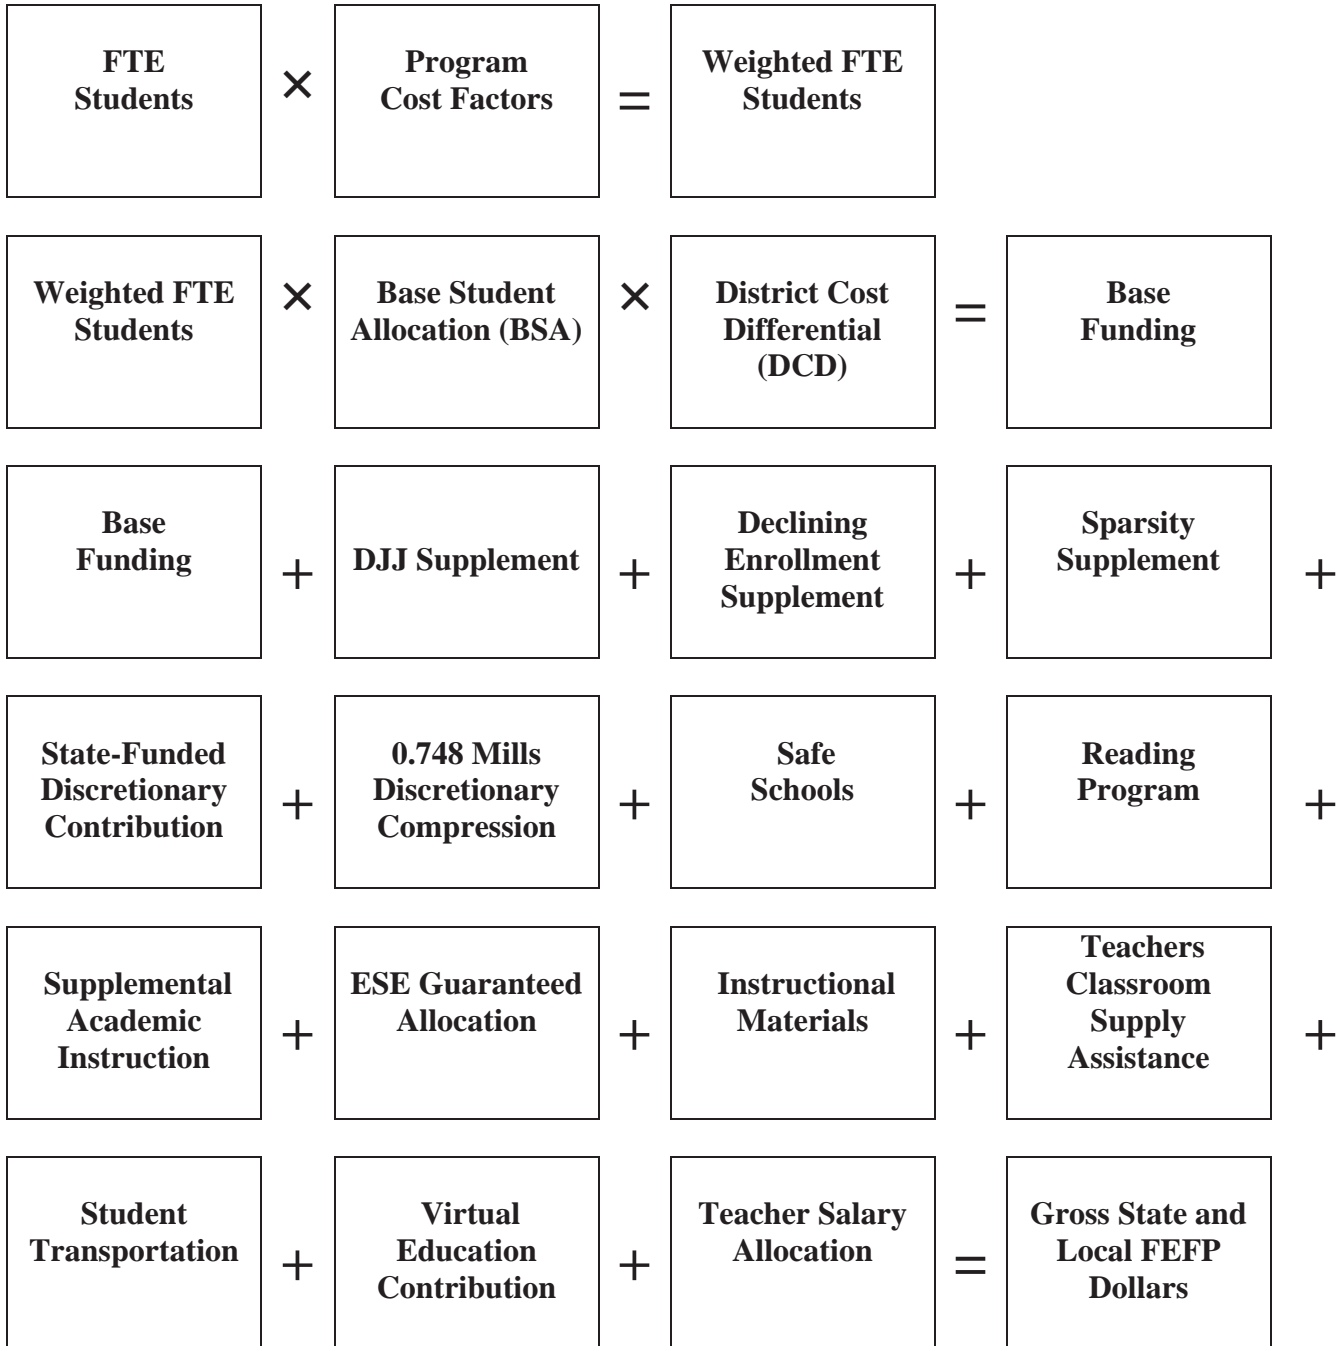 FTE
Students
×
Program
Cost Factors
=
Weighted FTE
Students
Weighted FTE
Students
×
Base Student
Allocation (BSA)
×
District Cost
Differential
(DCD)
=
Base
Funding
Base
Funding
+
DJJ Supplement
+
Declining
Enrollment
Supplement
+
Sparsity
Supplement
+
State-Funded
Discretionary
Contribution
+
0.748 Mills
Discretionary
Compression
+
Safe
Schools
+
Reading
Program
+
Supplemental
Academic
Instruction
+
ESE Guaranteed
Allocation
+
Instructional
Materials
+
Teachers
Classroom
Supply
Assistance
+
Student
Transportation
+
Virtual
Education
Contribution
+
Teacher Salary
Allocation
=
Gross State and
Local FEFP
Dollars